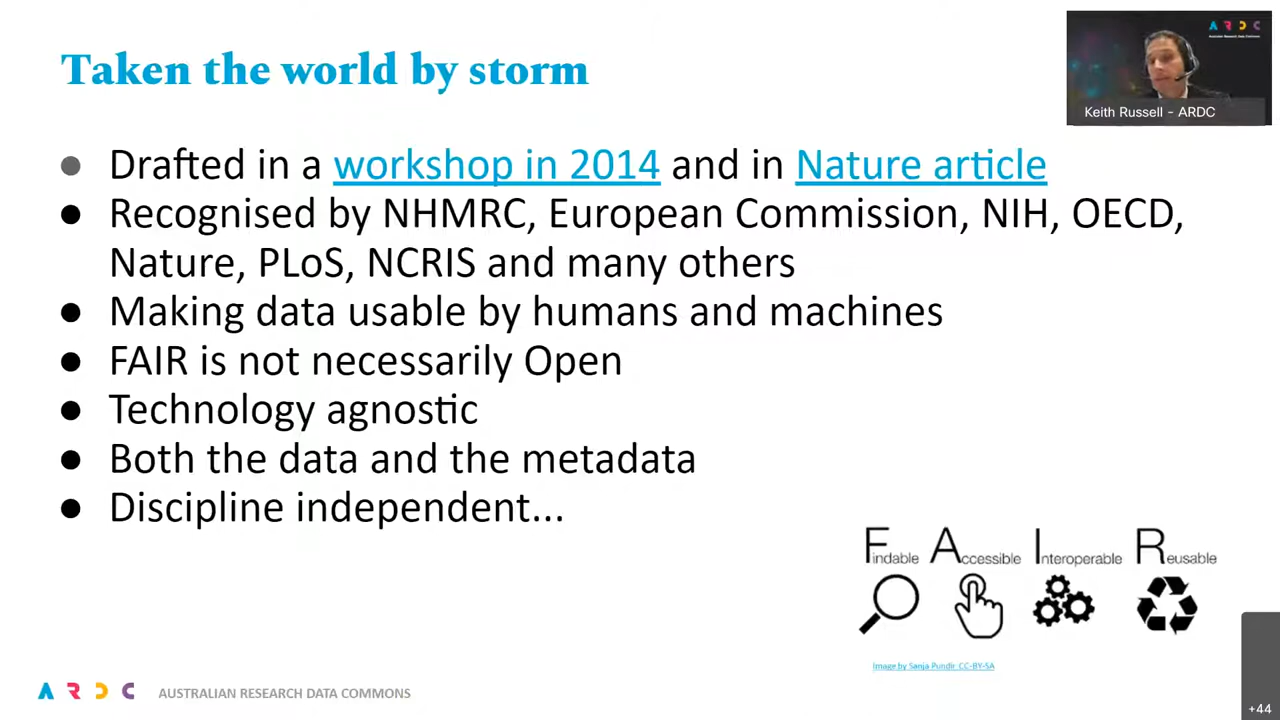 Taken the world by storm
A R D C
Keith Russell - ARDC
● Drafted in a workshop in 2014 and in Nature article
● Recognised by NHMRC, European Commission, NIH, OECD,
Nature, PLoS, NCRIS and many others
● Making data usable by humans and machines
● FAIR is not necessarily Open
● Technology agnostic
● Both the data and the metadata
● Discipline independent...
Findable Accessible Interoperable Reusable
Image by Sanja Pundir CC-BY-SA
A R D C AUSTRALIAN RESEARCH DATA COMMONS
+44